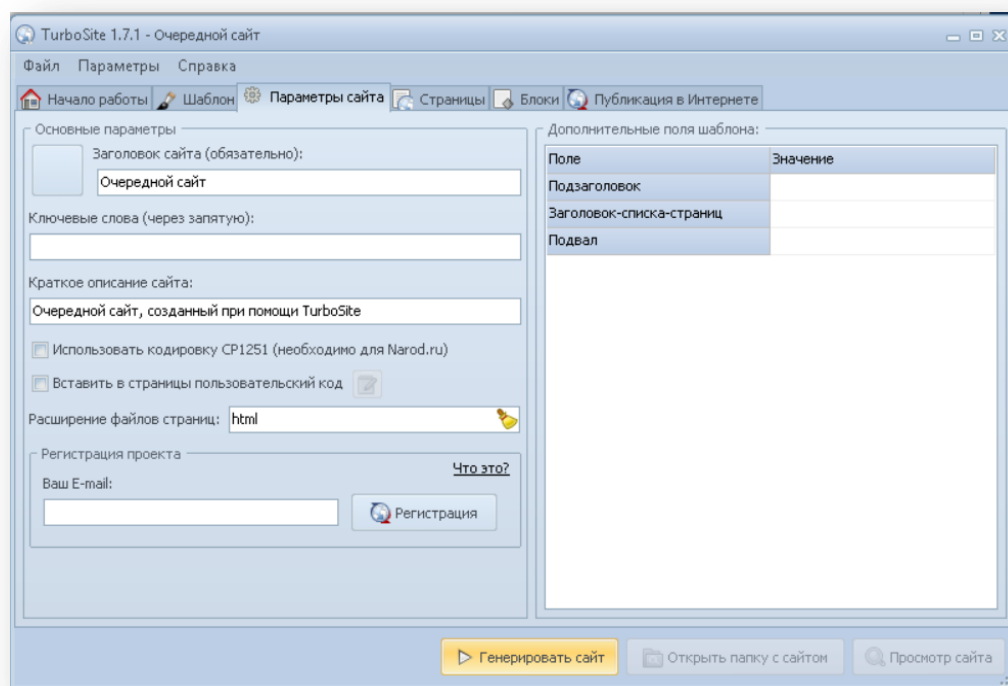 TurboSite 1.7.1 - Очередной сайт
Файл Параметры Справка
Начало работы Шаблон Параметры сайта Страницы Блоки Публикация в Интернете
Основные параметры
Заголовок сайта (обязательно):
Очередной сайт
Ключевые слова (через запятую):
Краткое описание сайта:
Очередной сайт, созданный при помощи TurboSite
Использовать кодировку CP1251 (необходимо для Narod.ru)
Вставить в страницы пользовательский код
Расширение файлов страниц: html
Регистрация проекта
Что это?
Ваш E-mail:
Регистрация
Дополнительные поля шаблона:
Поле Значение
Подзаголовок
Заголовок-списка-страниц
Подвал
Генерировать сайт Открыть папку с сайтом Просмотр сайта